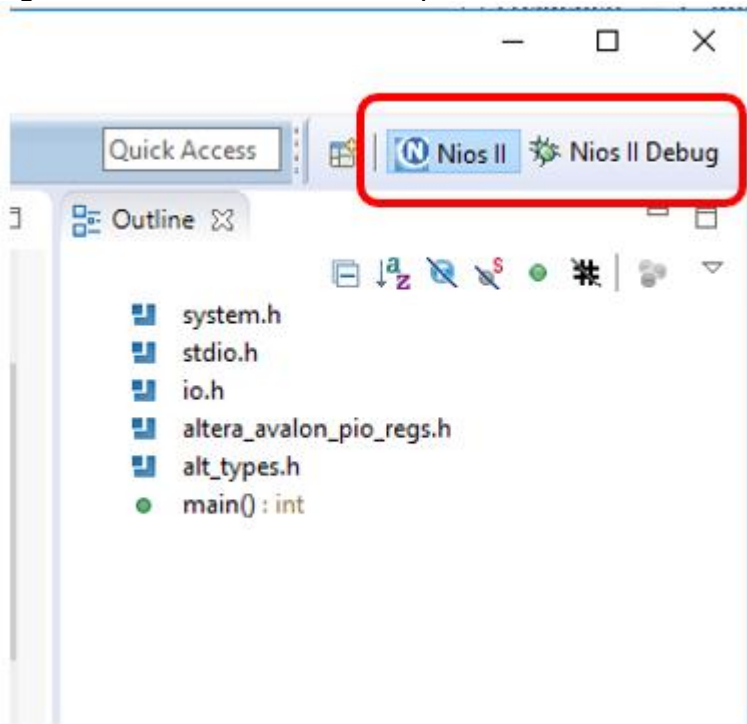 Quick Access N Nios II Nios II Debug
Outline
a z S
system.h
stdio.h
io.h
altera_avalon_pio_regs.h
alt_types.h
main() : int